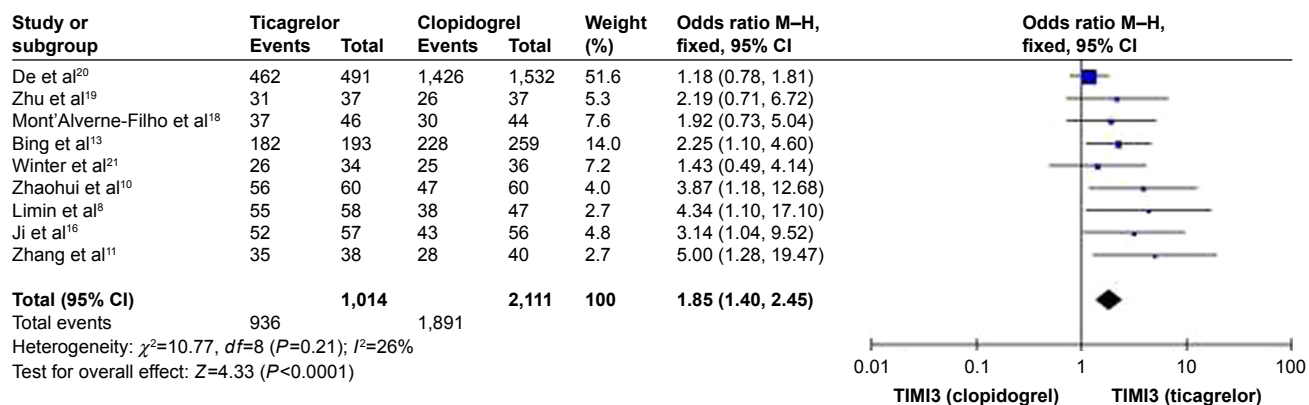 Study or subgroup Ticagrelor Clopidogrel Weight (%) Odds ratio M–H, fixed, 95% CI Odds ratio M–H, fixed, 95% CI
Events Total Events Total
De et al20 462 491 1,426 1,532 51.6 1.18 (0.78, 1.81)
Zhu et al19 31 37 26 37 5.3 2.19 (0.71, 6.72)
Mont'Alverne-Filho et al18 37 46 30 44 7.6 1.92 (0.73, 5.04)
Bing et al13 182 193 228 259 14.0 2.25 (1.10, 4.60)
Winter et al21 26 34 25 36 7.2 1.43 (0.49, 4.14)
Zhaohui et al10 56 60 47 60 4.0 3.87 (1.18, 12.68)
Limin et al8 55 58 38 47 2.7 4.34 (1.10, 17.10)
Ji et al16 52 57 43 56 4.8 3.14 (1.04, 9.52)
Zhang et al11 35 38 28 40 2.7 5.00 (1.28, 19.47)
Total (95% CI) 1,014 2,111 100 1.85 (1.40, 2.45)
Total events 936 1,891
Heterogeneity: χ²=10.77, df=8 (P=0.21); I²=26%
Test for overall effect: Z=4.33 (P<0.0001)
0.01 0.1 1 10 100
TIMI3 (clopidogrel) TIMI3 (ticagrelor)